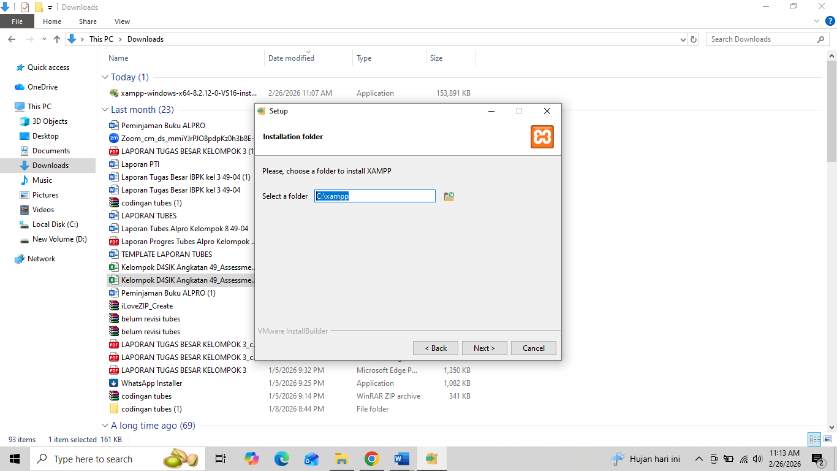 Downloads
File Home Share View
This PC > Downloads
Search Downloads
Name Date modified Type Size
Quick access
OneDrive
This PC
3D Objects
Desktop
Documents
Downloads
Music
Pictures
Videos
Local Disk (C:)
New Volume (D:)
Network
Today (1)
xampp-windows-x64-8.2.12-0-VS16-inst... 2/26/2026 11:07 AM Application 153,891 KB
Last month (23)
Peminjaman Buku ALPRO
LAPORAN TUGAS BESAR KELOMPOK 3 (1
Laporan PTI
Laporan Tugas Besar IBPK kel 3 49-04 (1)
Laporan Tugas Besar IBPK kel 3 49-04
codingan tubes (1)
LAPORAN TUBES
Laporan Tubes Alpro Kelompok 8 49-04
Laporan Progres Tubes Alpro Kelompok ...
TEMPLATE LAPORAN TUBES
Kelompok D4SIK Angkatan 49_Assessme...
Kelompok D4SIK Angkatan 49_Assessme...
Peminjaman Buku ALPRO (1)
iLoveZIP_Create
belum revisi tubes
belum revisi tubes
LAPORAN TUGAS BESAR KELOMPOK 3_c...
LAPORAN TUGAS BESAR KELOMPOK 3_c...
LAPORAN TUGAS BESAR KELOMPOK 3 1/5/2026 9:32 PM Microsoft Edge P... 1,350 KB
WhatsApp Installer 1/5/2026 9:25 PM Application 1,082 KB
codingan tubes 1/5/2026 9:14 PM WinRAR ZIP archive 341 KB
codingan tubes (1) 1/8/2026 8:44 PM File folder
A long time ago (69)
Setup
Installation folder
Please, choose a folder to install XAMPP
Select a folder C:\xampp
VMware InstallBuilder
< Back Next > Cancel
93 items 1 item selected 161 KB
Type here to search
Hujan hari ini
11:13 AM
2/26/2026
2